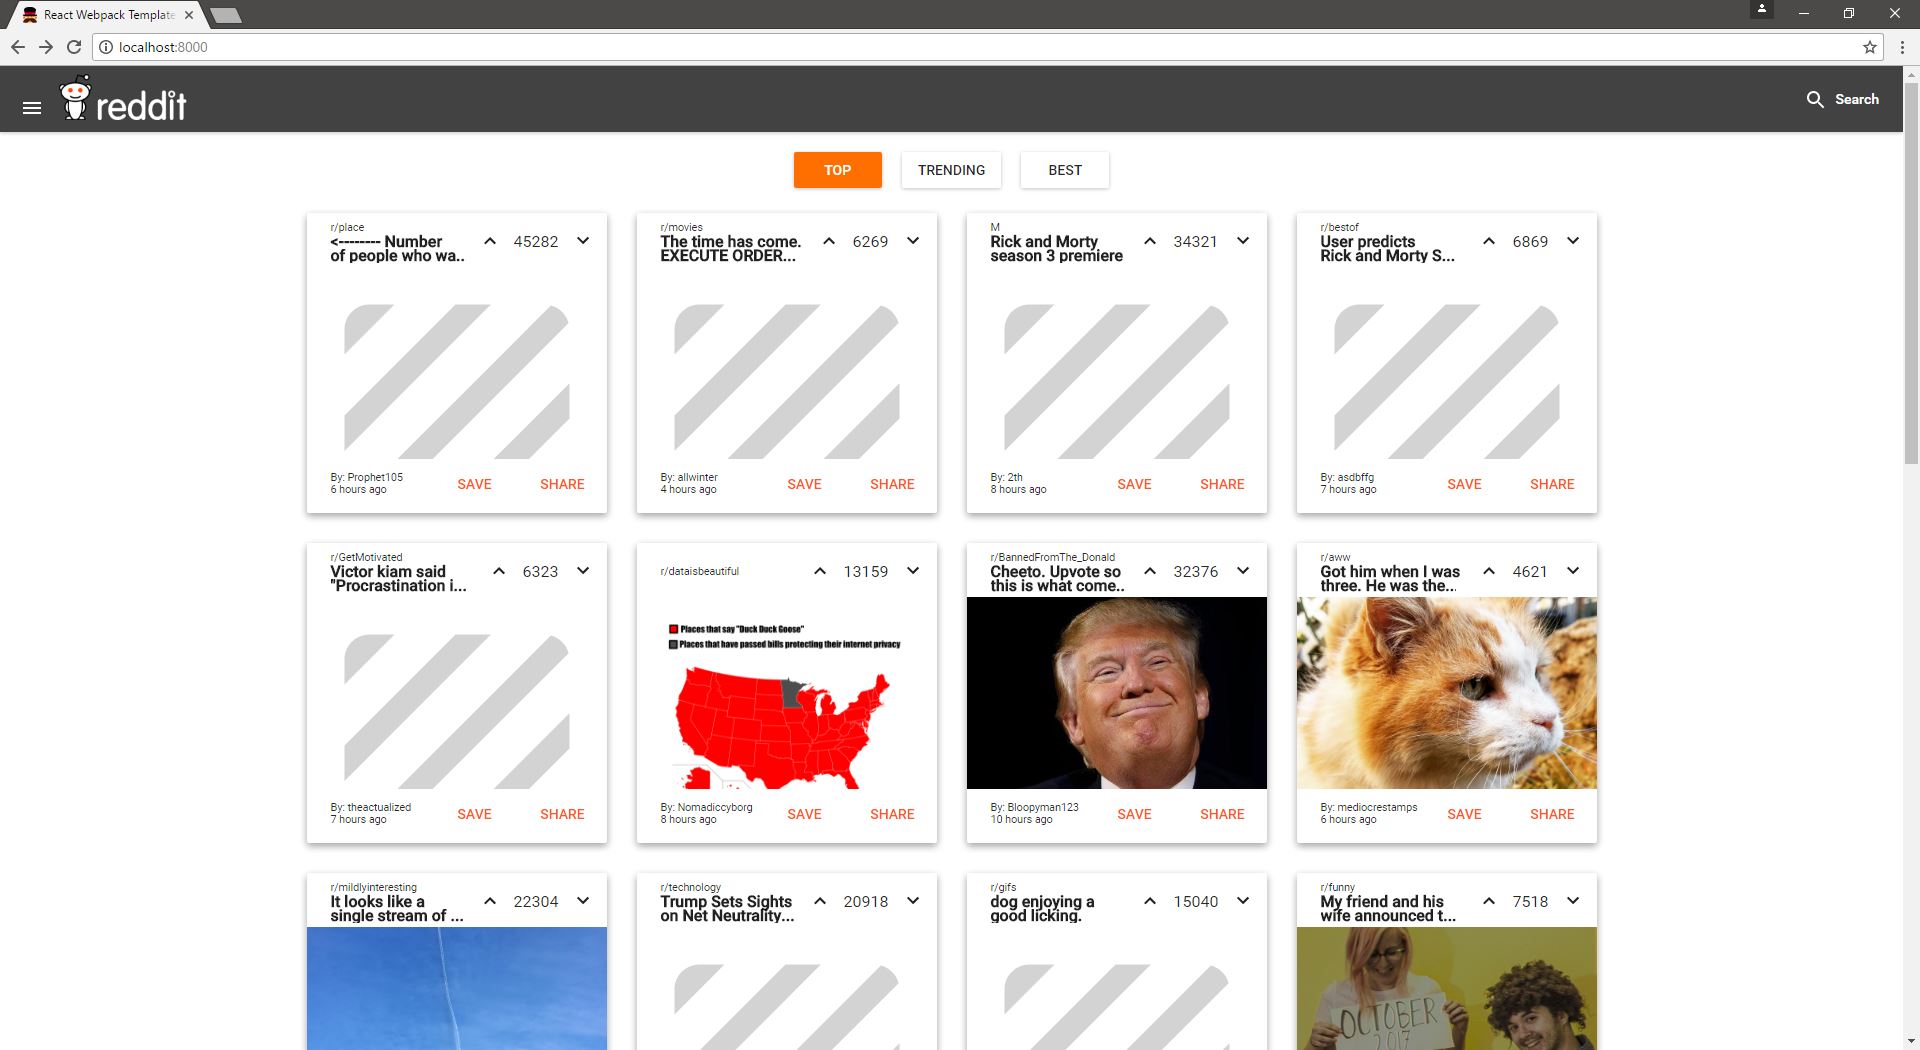 React Webpack Template
localhost:8000
reddit
Search
TOP
TRENDING
BEST
r/place
<-------- Number
of people who wa..
45282
r/movies
The time has come.
EXECUTE ORDER...
6269
M
Rick and Morty
season 3 premiere
34321
r/bestof
User predicts
Rick and Morty S...
6869
By: Prophet105
6 hours ago
SAVE
SHARE
By: allwinter
4 hours ago
SAVE
SHARE
By: 2th
8 hours ago
SAVE
SHARE
By: asdbffg
7 hours ago
SAVE
SHARE
r/GetMotivated
Victor kiam said
"Procrastination i...
6323
r/dataisbeautiful
13159
Places that say "Duck Duck Goose"
Places that have passed bills protecting their internet privacy
r/BannedFromThe_Donald
Cheeto. Upvote so
this is what come..
32376
r/aww
Got him when I was
three. He was the..
4621
By: theactualized
7 hours ago
SAVE
SHARE
By: Nomadiccyborg
8 hours ago
SAVE
SHARE
By: Bloopyman123
10 hours ago
SAVE
SHARE
By: mediocrestamps
6 hours ago
SAVE
SHARE
r/mildlyinteresting
It looks like a
single stream of ...
22304
r/technology
Trump Sets Sights
on Net Neutrality...
20918
r/gifs
dog enjoying a
good licking.
15040
r/funny
My friend and his
wife announced t...
7518
OCTOBER
2017